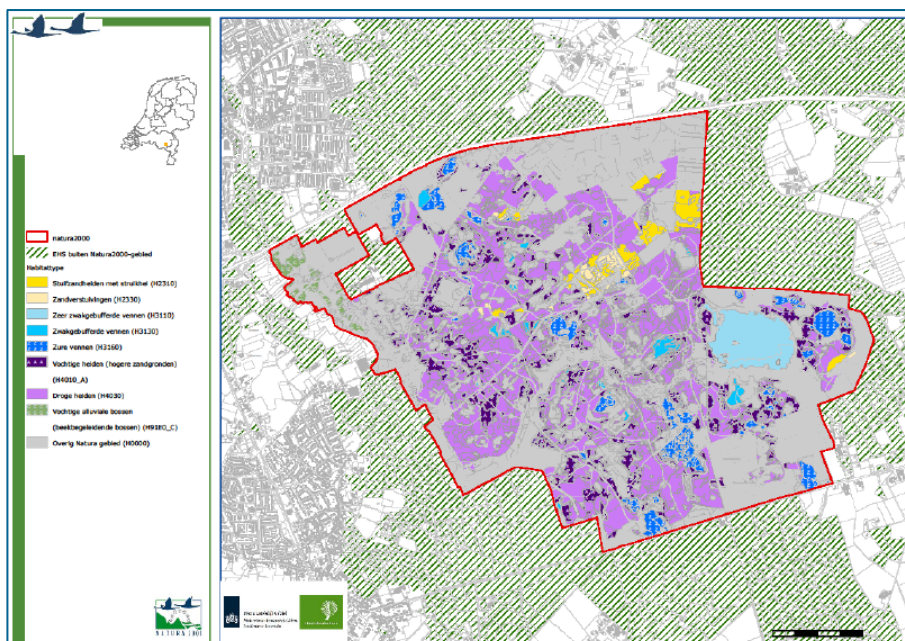 natura2000
EHS buiten Natura2000-gebied
Habitattype
Stuifzandheiden met struikhei (H2310)
Zandverstuivingen (H2330)
Zeer zwakgebufferde vennen (H3110)
Zwakgebufferde vennen (H3130)
Zure vennen (H3160)
Vochtige heiden (hogere zandgronden)
(H4010_A)
Droge heiden (H4030)
Vochtige alluviale bossen
(beekbegeleidende bossen) (H91E0_C)
Overig Natura gebied (H0000)
NATURA 2000